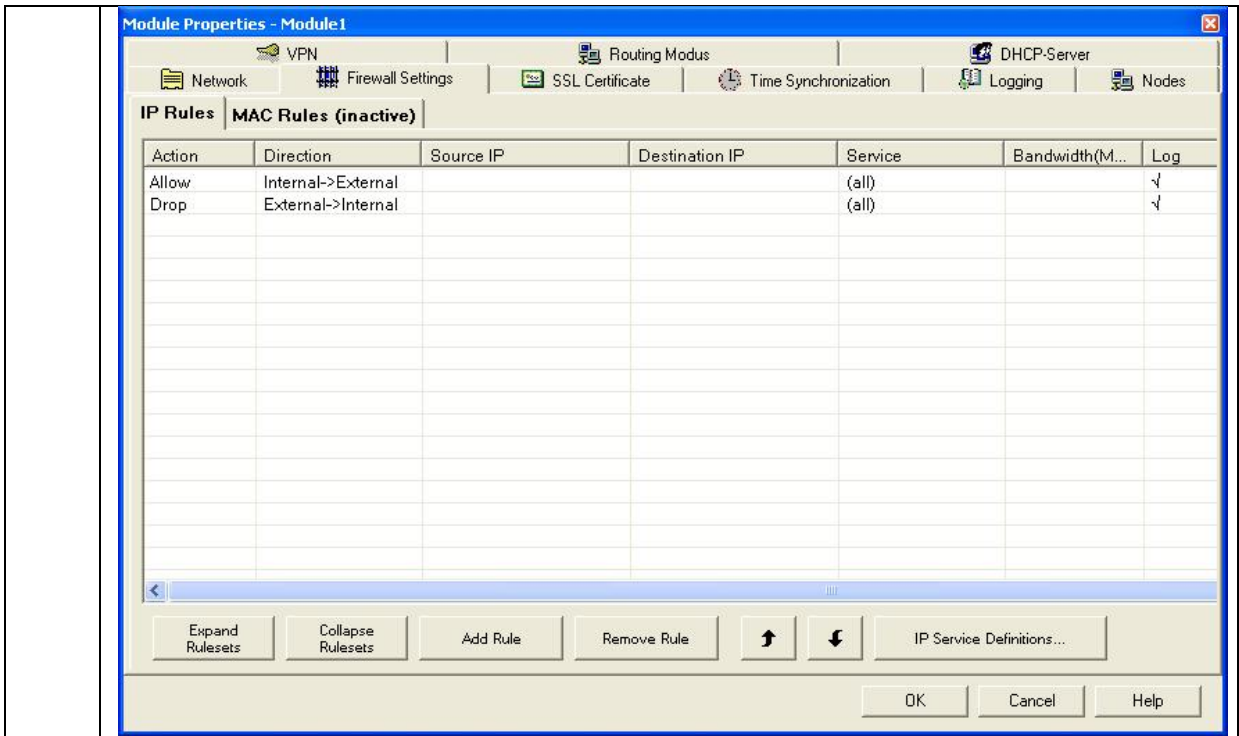 Module Properties - Module1
VPN Routing Modus DHCP-Server
Network Firewall Settings SSL Certificate Time Synchronization Logging Nodes
IP Rules MAC Rules (inactive)
Action Direction Source IP Destination IP Service Bandwidth(M... Log
Allow Internal->External (all) √
Drop External->Internal (all) √
Expand Rulesets Collapse Rulesets Add Rule Remove Rule IP Service Definitions...
OK Cancel Help